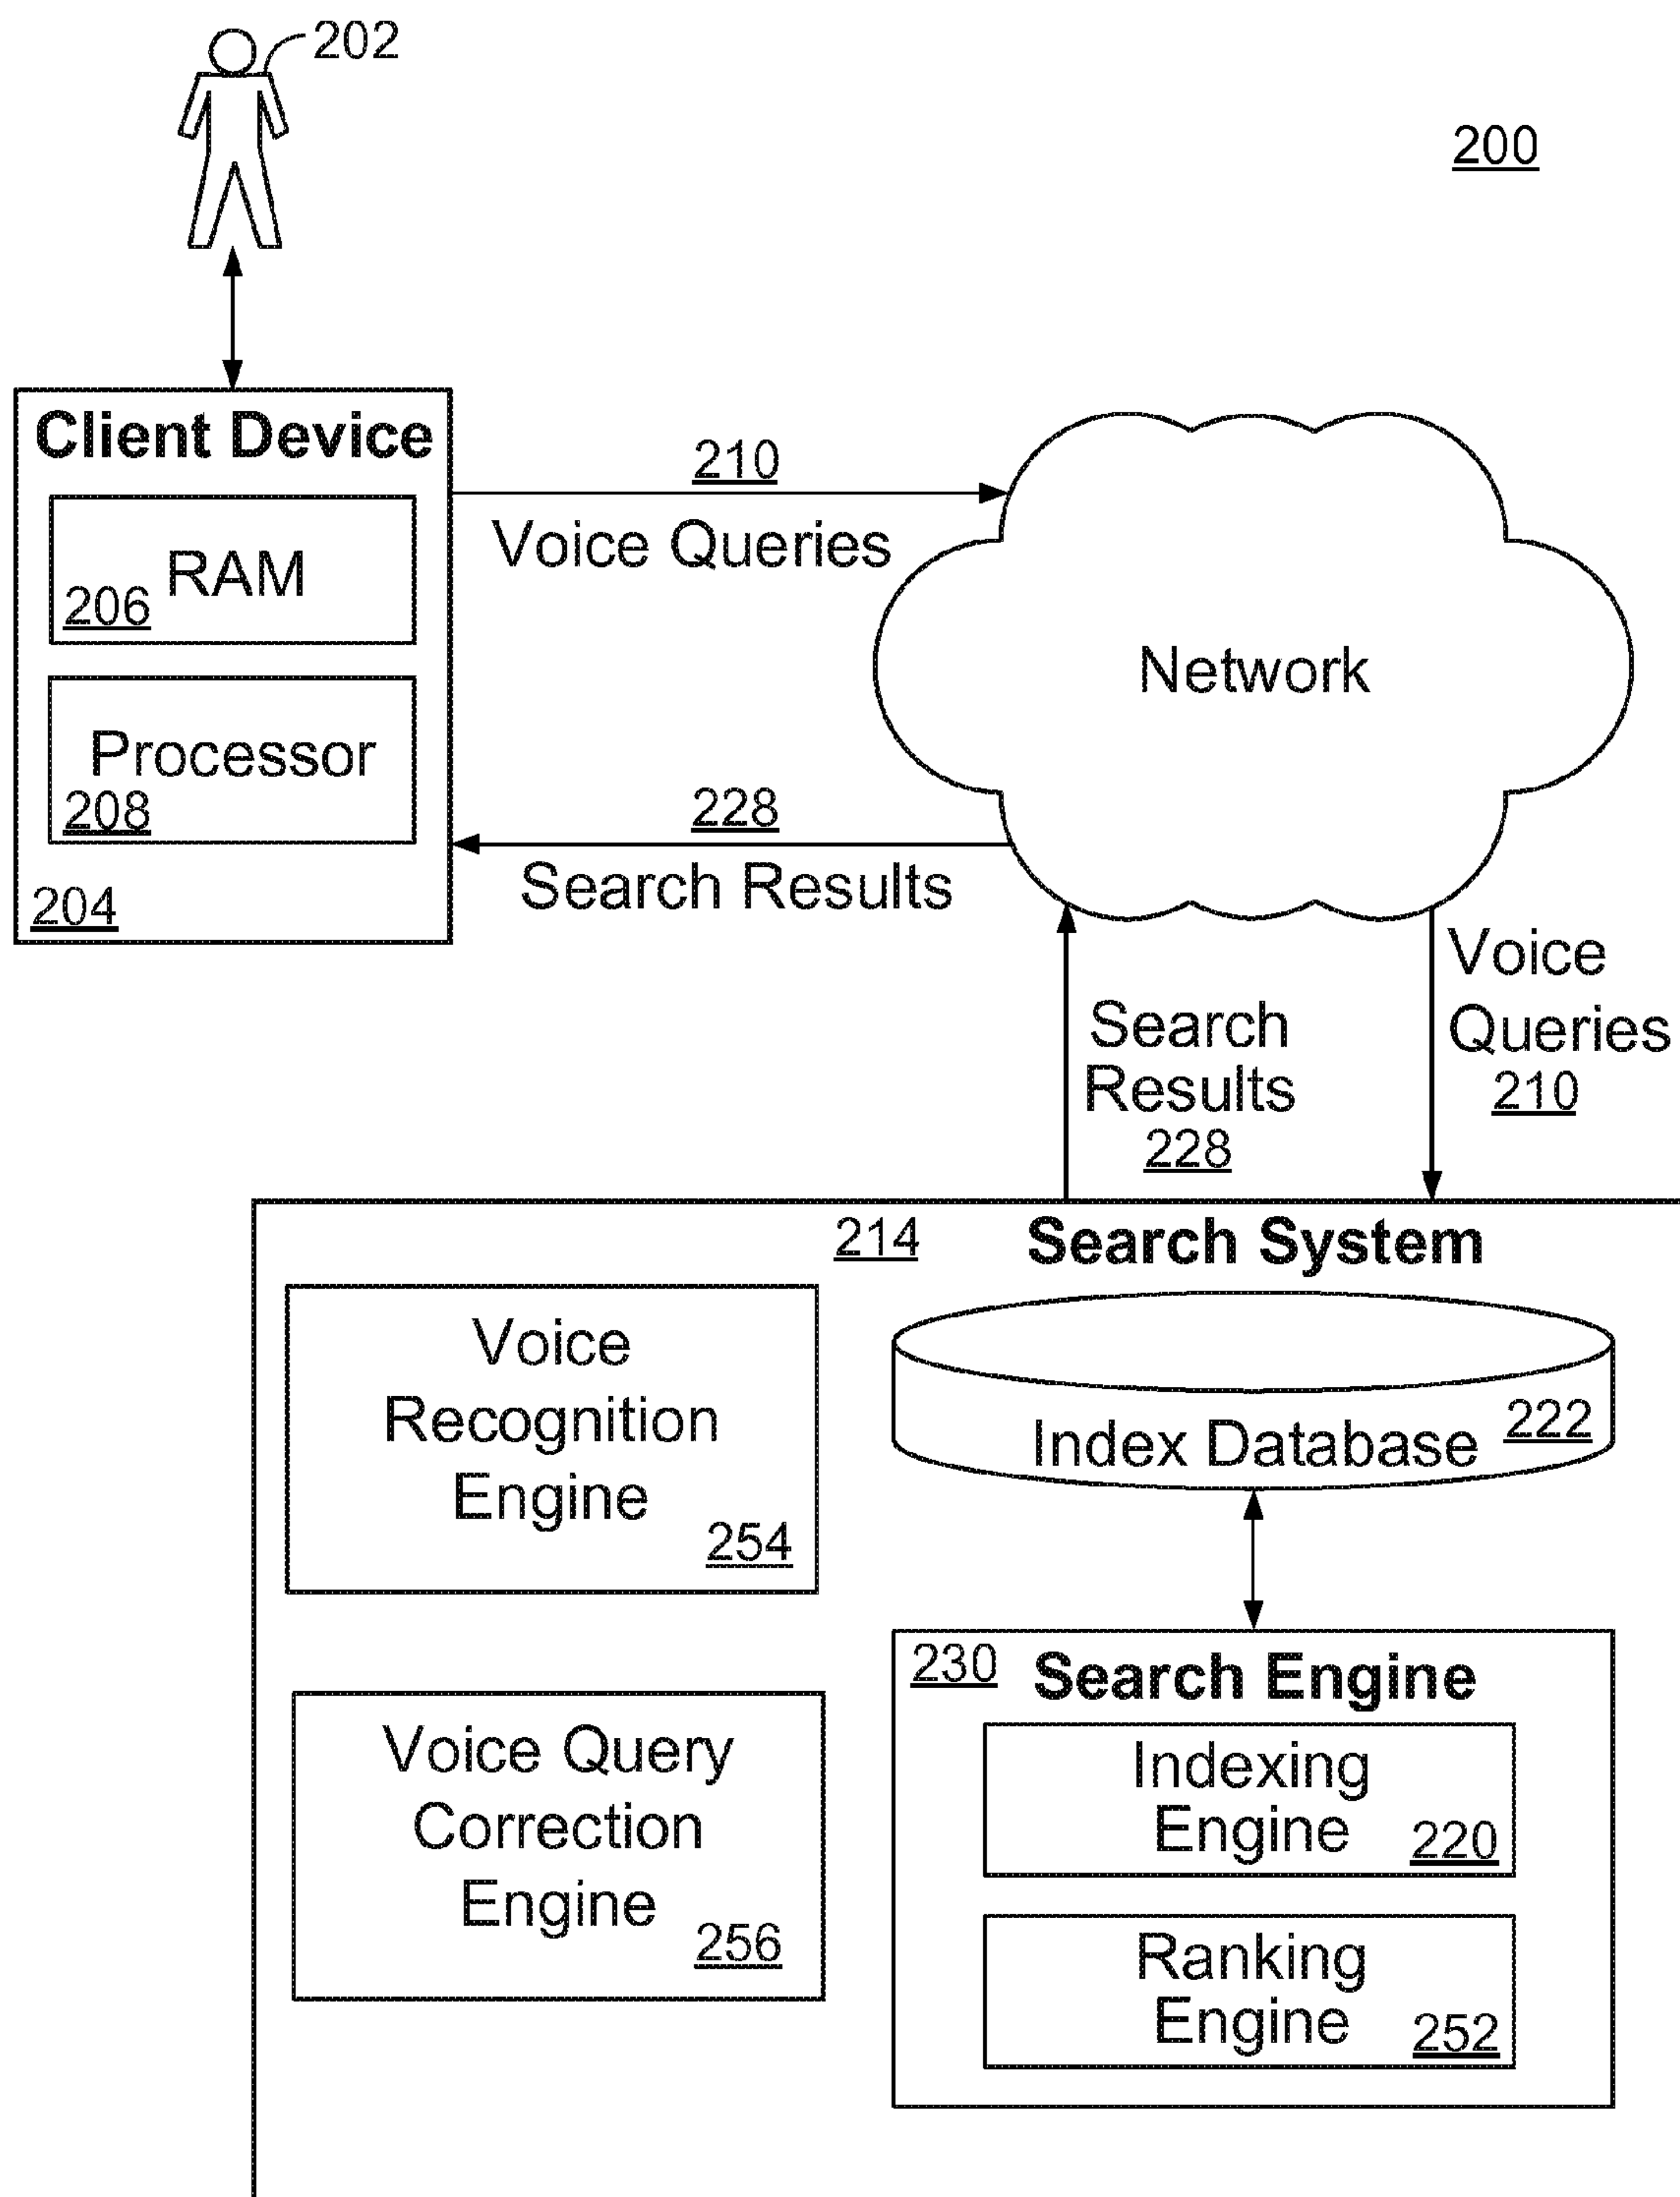 202
200
Client Device
RAM
206
Processor
208
204
210
Voice Queries
Network
228
Search Results
Search
Results
228
Voice
Queries
210
214
Search System
Voice
Recognition
Engine
254
Index Database
222
Voice Query
Correction
Engine
256
230
Search Engine
Indexing
Engine
220
Ranking
Engine
252